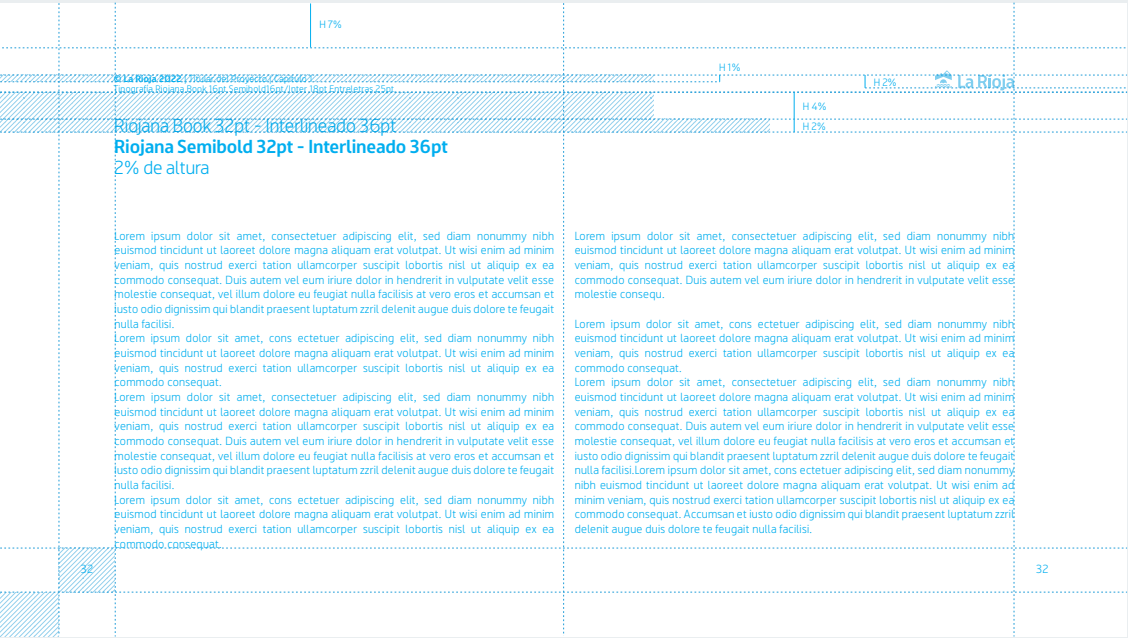 H 7%
H 1%
© La Rioja 2022 | Titular del Proyecto | Capítulo 1
Tipografía Riojana Book 16pt Semibold16pt/Inter 18pt Entreletras 25pt
H 2%
La Rioja
H 4%
H 2%
Riojana Book 32pt - Interlineado 36pt
Riojana Semibold 32pt - Interlineado 36pt
2% de altura
Lorem ipsum dolor sit amet, consectetuer adipiscing elit, sed diam nonummy nibh
euismod tincidunt ut laoreet dolore magna aliquam erat volutpat. Ut wisi enim ad minim
veniam, quis nostrud exerci tation ullamcorper suscipit lobortis nisl ut aliquip ex ea
commodo consequat. Duis autem vel eum iriure dolor in hendrerit in vulputate velit esse
molestie consequat, vel illum dolore eu feugiat nulla facilisis at vero eros et accumsan et
iusto odio dignissim qui blandit praesent luptatum zzril delenit augue duis dolore te feugait
nulla facilisi.
Lorem ipsum dolor sit amet, cons ectetuer adipiscing elit, sed diam nonummy nibh
euismod tincidunt ut laoreet dolore magna aliquam erat volutpat. Ut wisi enim ad minim
veniam, quis nostrud exerci tation ullamcorper suscipit lobortis nisl ut aliquip ex ea
commodo consequat.
Lorem ipsum dolor sit amet, consectetuer adipiscing elit, sed diam nonummy nibh
euismod tincidunt ut laoreet dolore magna aliquam erat volutpat. Ut wisi enim ad minim
veniam, quis nostrud exerci tation ullamcorper suscipit lobortis nisl ut aliquip ex ea
commodo consequat. Duis autem vel eum iriure dolor in hendrerit in vulputate velit esse
molestie consequat, vel illum dolore eu feugiat nulla facilisis at vero eros et accumsan et
iusto odio dignissim qui blandit praesent luptatum zzril delenit augue duis dolore te feugait
nulla facilisi.
Lorem ipsum dolor sit amet, cons ectetuer adipiscing elit, sed diam nonummy nibh
euismod tincidunt ut laoreet dolore magna aliquam erat volutpat. Ut wisi enim ad minim
veniam, quis nostrud exerci tation ullamcorper suscipit lobortis nisl ut aliquip ex ea
commodo consequat.
Lorem ipsum dolor sit amet, consectetuer adipiscing elit, sed diam nonummy nibh
euismod tincidunt ut laoreet dolore magna aliquam erat volutpat. Ut wisi enim ad minim
veniam, quis nostrud exerci tation ullamcorper suscipit lobortis nisl ut aliquip ex ea
commodo consequat. Duis autem vel eum iriure dolor in hendrerit in vulputate velit esse
molestie consequ.
Lorem ipsum dolor sit amet, cons ectetuer adipiscing elit, sed diam nonummy nibh
euismod tincidunt ut laoreet dolore magna aliquam erat volutpat. Ut wisi enim ad minim
veniam, quis nostrud exerci tation ullamcorper suscipit lobortis nisl ut aliquip ex ea
commodo consequat.
Lorem ipsum dolor sit amet, consectetuer adipiscing elit, sed diam nonummy nibh
euismod tincidunt ut laoreet dolore magna aliquam erat volutpat. Ut wisi enim ad minim
veniam, quis nostrud exerci tation ullamcorper suscipit lobortis nisl ut aliquip ex ea
commodo consequat. Duis autem vel eum iriure dolor in hendrerit in vulputate velit esse
molestie consequat, vel illum dolore eu feugiat nulla facilisis at vero eros et accumsan et
iusto odio dignissim qui blandit praesent luptatum zzril delenit augue duis dolore te feugait
nulla facilisi.Lorem ipsum dolor sit amet, cons ectetuer adipiscing elit, sed diam nonummy
nibh euismod tincidunt ut laoreet dolore magna aliquam erat volutpat. Ut wisi enim ad
minim veniam, quis nostrud exerci tation ullamcorper suscipit lobortis nisl ut aliquip ex ea
commodo consequat. Accumsan et iusto odio dignissim qui blandit praesent luptatum zzril
delenit augue duis dolore te feugait nulla facilisi.
32
32